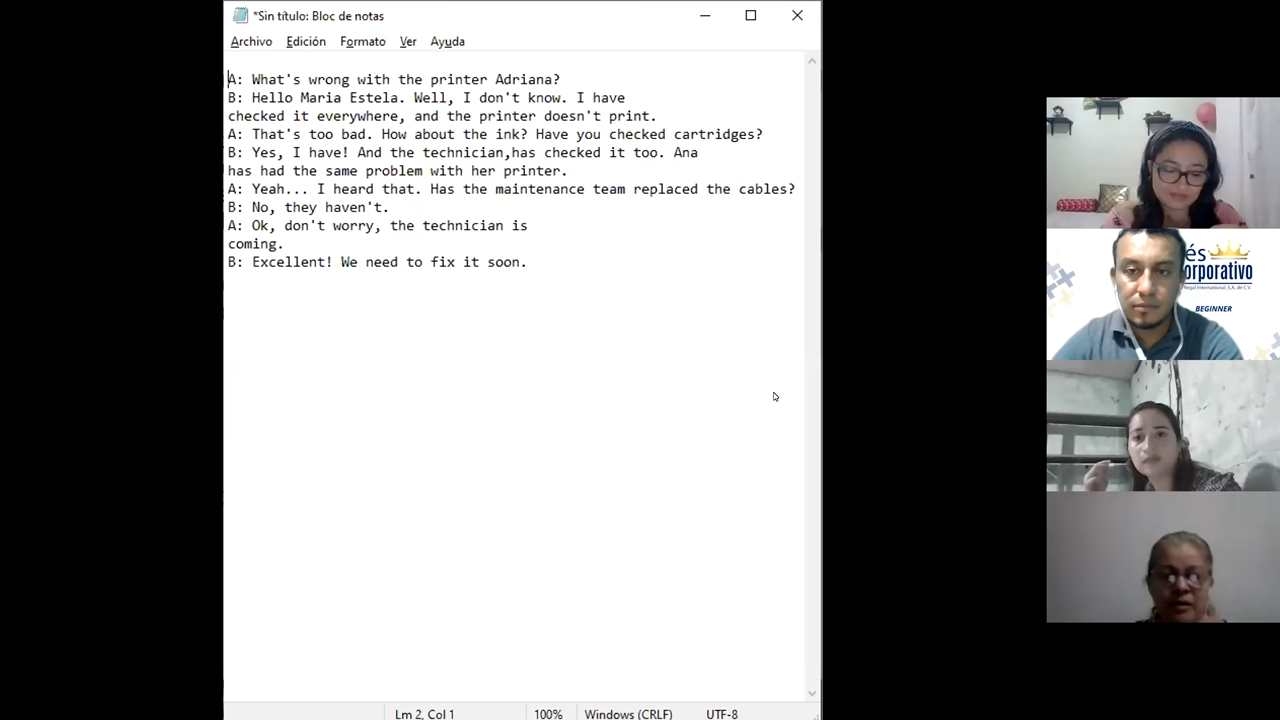 *Sin título: Bloc de notas
Archivo Edición Formato Ver Ayuda
A: What's wrong with the printer Adriana?
B: Hello Maria Estela. Well, I don't know. I have
checked it everywhere, and the printer doesn't print.
A: That's too bad. How about the ink? Have you checked cartridges?
B: Yes, I have! And the technician,has checked it too. Ana
has had the same problem with her printer.
A: Yeah... I heard that. Has the maintenance team replaced the cables?
B: No, they haven't.
A: Ok, don't worry, the technician is
coming.
B: Excellent! We need to fix it soon.
Lm 2, Col 1 100% Windows (CRLF) UTF-8
és
orporativo
Regal International, S.A. de C.V.
BEGINNER